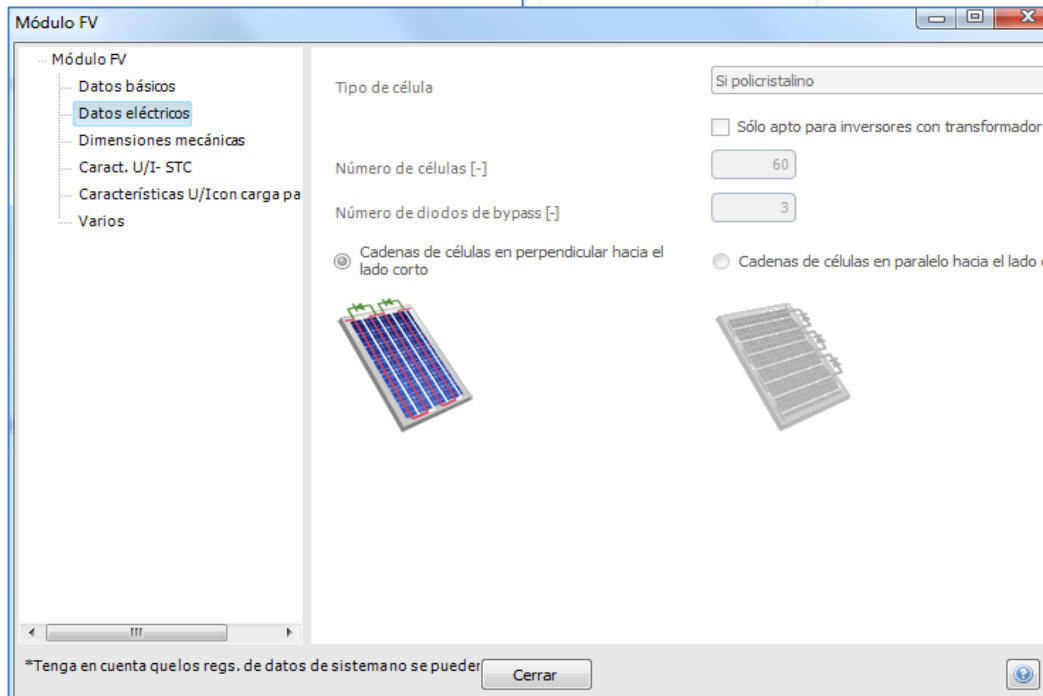 Módulo FV
Módulo FV
Datos básicos
Datos eléctricos
Dimensiones mecánicas
Caract. U/I- STC
Características U/Icon carga pa
Varios
Tipo de célula
Si policristalino
Sólo apto para inversores con transformador
Número de células [-]
60
Número de diodos de bypass [-]
3
Cadenas de células en perpendicular hacia el
lado corto
Cadenas de células en paralelo hacia el lado
*Tenga en cuenta quelos regs. de datos de sistemano se pueder
Cerrar